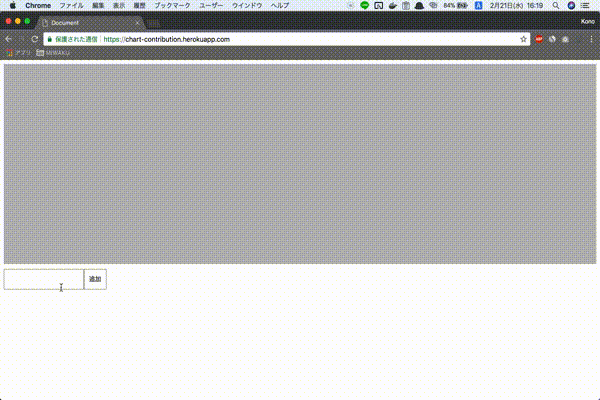 Chrome ファイル 編集 表示 履歴 ブックマーク ユーザー ウインドウ ヘルプ 84% A 2月21日(水) 16:19
Document Kano
保護された通信 https://chart-contribution.herokuapp.com
アプリ MIWAKU
追加